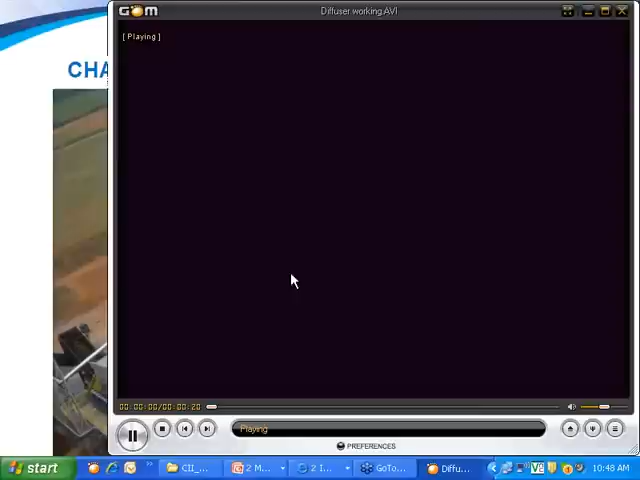 GOM
Diffuser working.AVI
[ Playing ]
CHA
00:00:00/00:00:20
Playing
PREFERENCES
start
CII_...
2 M...
2 I...
GoTo...
Diffu...
10:48 AM